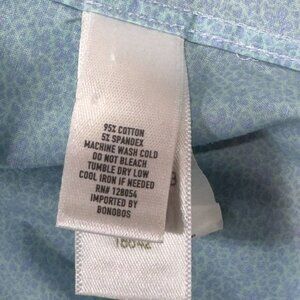 95% COTTON
5% SPANDEX
MACHINE WASH COLD
DO NOT BLEACH
TUMBLE DRY LOW
COOL IRON IF NEEDED
RN# 128054
IMPORTED BY
BONOBOS